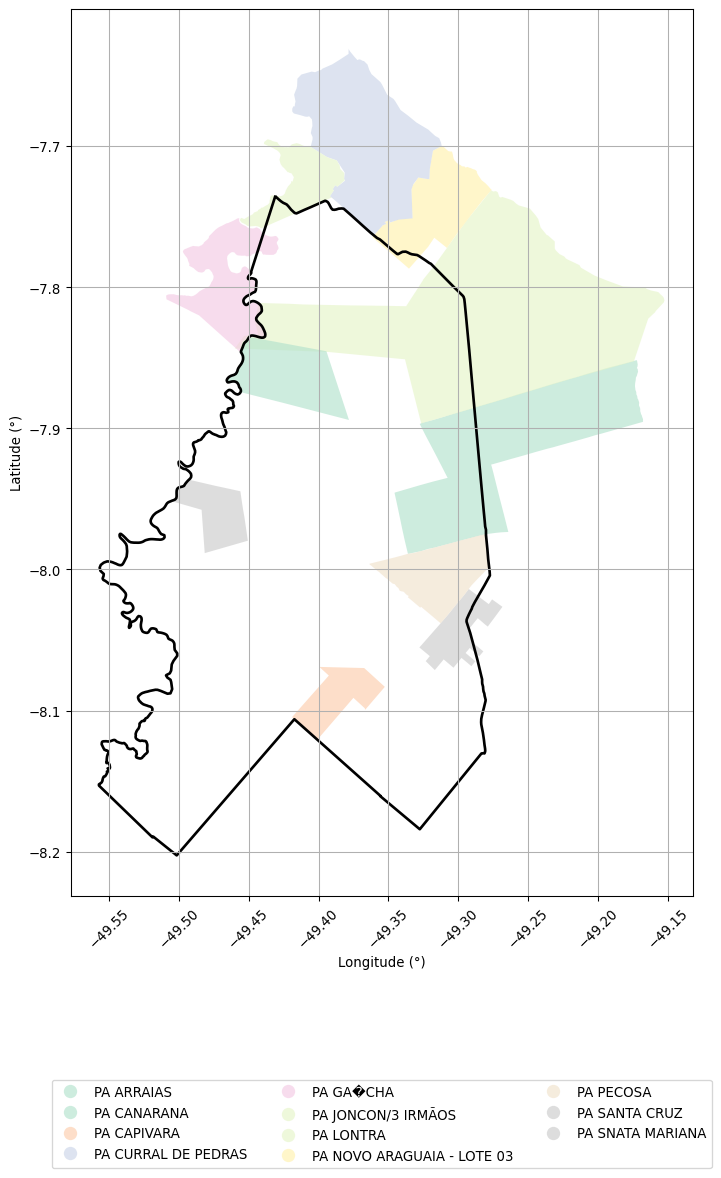 −7.7
−7.8
−7.9
−8.0
−8.1
−8.2
Latitude (°)
−49.55
−49.50
−49.45
−49.40
−49.35
−49.30
−49.25
−49.20
−49.15
Longitude (°)
PA ARRAIAS
PA CANARANA
PA CAPIVARA
PA CURRAL DE PEDRAS
PA GA�CHA
PA JONCON/3 IRMÃOS
PA LONTRA
PA NOVO ARAGUAIA - LOTE 03
PA PECOSA
PA SANTA CRUZ
PA SNATA MARIANA